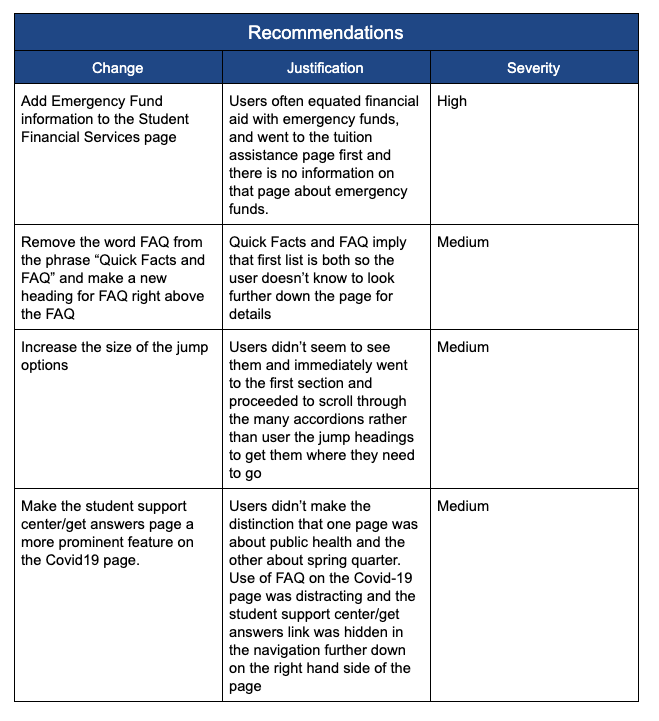 Recommendations
Change Justification Severity
Add Emergency Fund
information to the Student
Financial Services page
Users often equated financial
aid with emergency funds,
and went to the tuition
assistance page first and
there is no information on
that page about emergency
funds.
High
Remove the word FAQ from
the phrase “Quick Facts and
FAQ” and make a new
heading for FAQ right above
the FAQ
Quick Facts and FAQ imply
that first list is both so the
user doesn’t know to look
further down the page for
details
Medium
Increase the size of the jump
options
Users didn’t seem to see
them and immediately went
to the first section and
proceeded to scroll through
the many accordions rather
than user the jump headings
to get them where they need
to go
Medium
Make the student support
center/get answers page a
more prominent feature on
the Covid19 page.
Users didn’t make the
distinction that one page was
about public health and the
other about spring quarter.
Use of FAQ on the Covid-19
page was distracting and the
student support center/get
answers link was hidden in
the navigation further down
on the right hand side of the
page
Medium